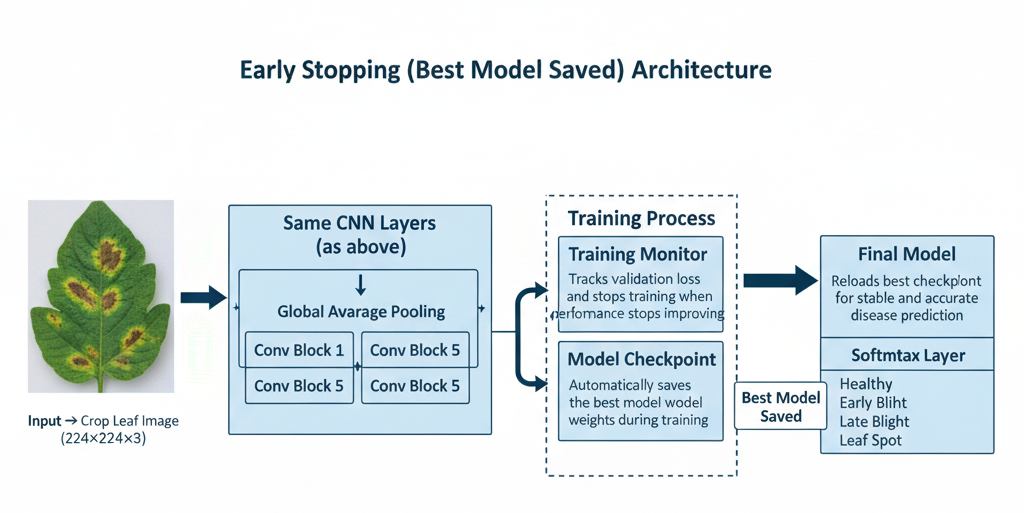 Early Stopping (Best Model Saved) Architecture
Input → Crop Leaf Image
(224×224×3)
Same CNN Layers
(as above)
Global Avarage Pooling
Conv Block 1
Conv Block 5
Conv Block 5
Conv Block 5
Training Process
Training Monitor
Tracks validation loss
and stops training when
performance stops improving
Model Checkpoint
Automatically saves
the best model wodel
weights during training
Best Model
Saved
Final Model
Reloads best checkpoint
for stable and accurate
disease prediction
Softmtax Layer
Healthy
Early Bliht
Late Blight
Leaf Spot